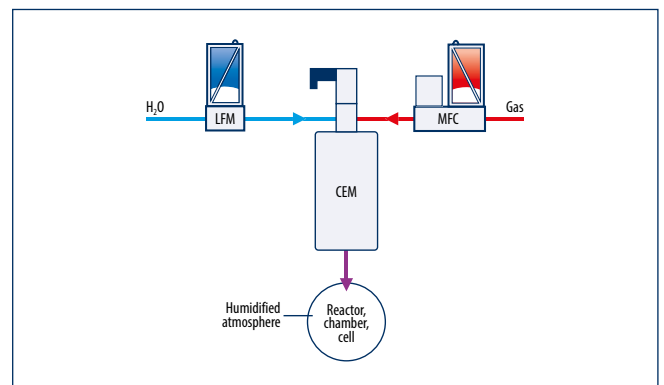 H₂O
LFM
MFC
Gas
CEM
Humidified
atmosphere
Reactor,
chamber,
cell